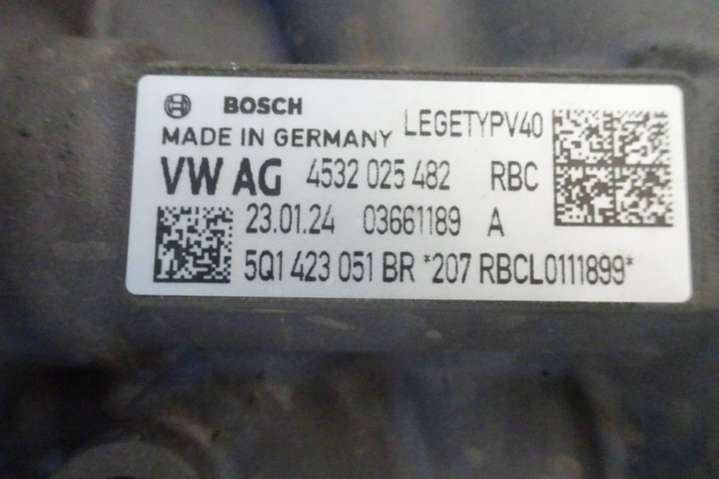 BOSCH LEGETYPV40
MADE IN GERMANY
VW AG 4532 025 482 RBC
23.01.24 03661189 A
5Q1 423 051 BR *207 RBCL0111899*